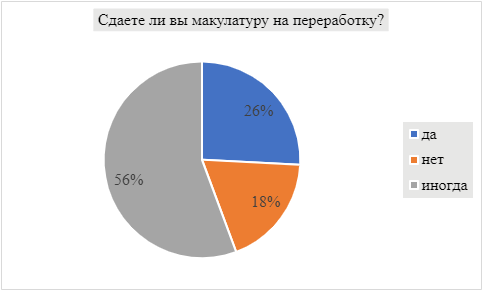 Сдаете ли вы макулатуру на переработку?
26%
18%
56%
да
нет
иногда